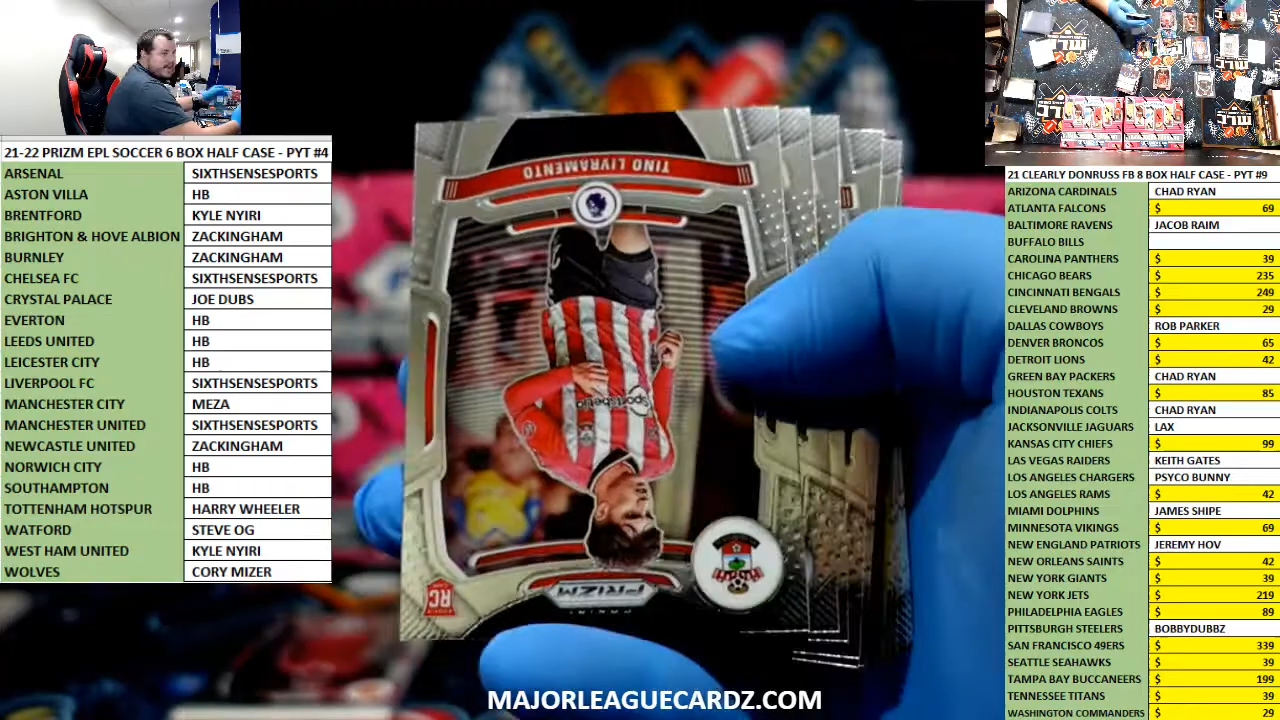 21-22 PRIZM EPL SOCCER 6 BOX HALF CASE - PYT #4
ARSENAL SIXTHSENSESPORTS
ASTON VILLA HB
BRENTFORD KYLE NYIRI
BRIGHTON & HOVE ALBION ZACKINGHAM
BURNLEY ZACKINGHAM
CHELSEA FC SIXTHSENSESPORTS
CRYSTAL PALACE JOE DUBS
EVERTON HB
LEEDS UNITED HB
LEICESTER CITY HB
LIVERPOOL FC SIXTHSENSESPORTS
MANCHESTER CITY MEZA
MANCHESTER UNITED SIXTHSENSESPORTS
NEWCASTLE UNITED ZACKINGHAM
NORWICH CITY HB
SOUTHAMPTON HB
TOTTENHAM HOTSPUR HARRY WHEELER
WATFORD STEVE OG
WEST HAM UNITED KYLE NYIRI
WOLVES CORY MIZER
TINO LIVRAMENTO
Sportsbet.io
RC
PANINI
PRIZM
MAJORLEAGUECARDZ.COM
21 CLEARLY DONRUSS FB 8 BOX HALF CASE - PYT #9
ARIZONA CARDINALS CHAD RYAN
ATLANTA FALCONS $ 69
BALTIMORE RAVENS JACOB RAIM
BUFFALO BILLS
CAROLINA PANTHERS $ 39
CHICAGO BEARS $ 235
CINCINNATI BENGALS $ 249
CLEVELAND BROWNS $ 29
DALLAS COWBOYS ROB PARKER
DENVER BRONCOS $ 65
DETROIT LIONS $ 42
GREEN BAY PACKERS CHAD RYAN
HOUSTON TEXANS $ 85
INDIANAPOLIS COLTS CHAD RYAN
JACKSONVILLE JAGUARS LAX
KANSAS CITY CHIEFS $ 99
LAS VEGAS RAIDERS KEITH GATES
LOS ANGELES CHARGERS PSYCO BUNNY
LOS ANGELES RAMS $ 42
MIAMI DOLPHINS JAMES SHIPE
MINNESOTA VIKINGS $ 69
NEW ENGLAND PATRIOTS JEREMY HOV
NEW ORLEANS SAINTS $ 42
NEW YORK GIANTS $ 39
NEW YORK JETS $ 219
PHILADELPHIA EAGLES $ 89
PITTSBURGH STEELERS BOBBYDUBBZ
SAN FRANCISCO 49ERS $ 339
SEATTLE SEAHAWKS $ 39
TAMPA BAY BUCCANEERS $ 199
TENNESSEE TITANS $ 39
WASHINGTON COMMANDERS $ 29